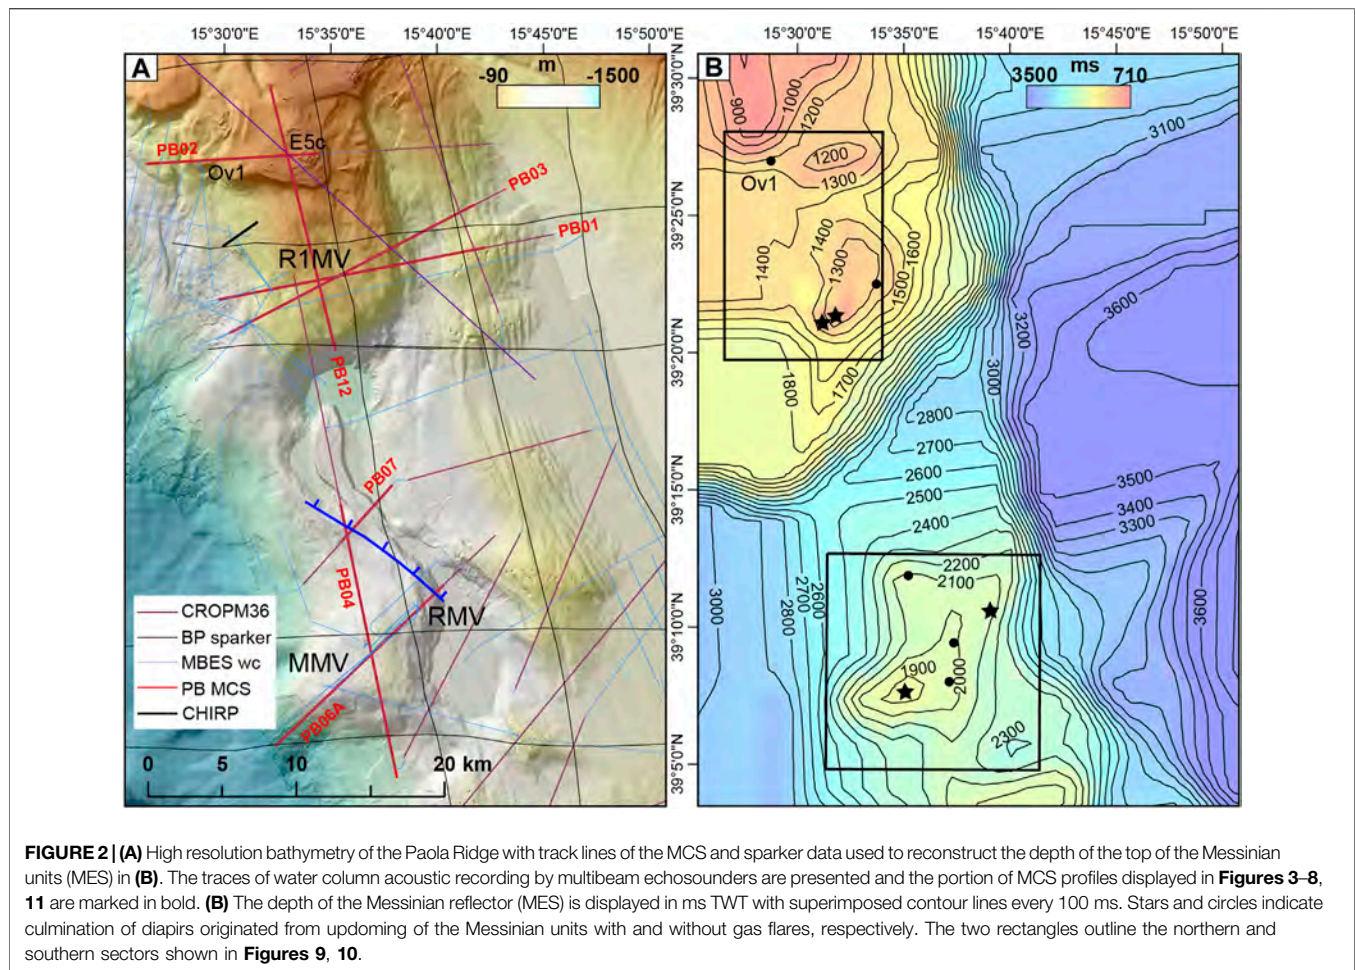 15°30'0"E 15°35'0"E 15°40'0"E 15°45'0"E 15°50'0"E
15°30'0"E 15°35'0"E 15°40'0"E 15°45'0"E 15°50'0"E
A
m
-90 -1500
PB02
E5c
Ov1
PB03
PB01
R1MV
PB12
PB07
PB04
RMV
MMV
PB06A
CROPM36
BP sparker
MBES wc
PB MCS
CHIRP
0 5 10 20 km
39°30'0"N
39°25'0"N
39°20'0"N
39°15'0"N
39°10'0"N
39°5'0"N
B
ms
3500 710
900
1000
1200
3100
1200
Ov1
1300
1400
1400
1300
1600
1500
3600
3200
1800
1700
3000
2800
2700
2600
2500
2400
3500
3400
3300
2200
2100
2600
2700
2800
3000
3600
1900
2000
2300
FIGURE 2 | (A) High resolution bathymetry of the Paola Ridge with track lines of the MCS and sparker data used to reconstruct the depth of the top of the Messinian
units (MES) in (B). The traces of water column acoustic recording by multibeam echosounders are presented and the portion of MCS profiles displayed in Figures 3–8,
11 are marked in bold. (B) The depth of the Messinian reflector (MES) is displayed in ms TWT with superimposed contour lines every 100 ms. Stars and circles indicate
culmination of diapirs originated from updoming of the Messinian units with and without gas flares, respectively. The two rectangles outline the northern and
southern sectors shown in Figures 9, 10.